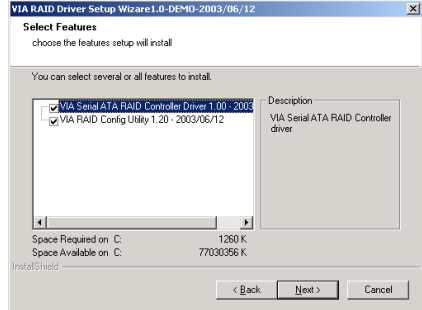 VIA RAID Driver Setup Wizare1.0-DEMO-2003/06/12
Select Features
choose the features setup will install
You can select several or all features to install.
VIA Serial ATA RAID Controller Driver 1.00 - 2003
VIA RAID Config Utility 1.20 - 2003/06/12
Description
VIA Serial ATA RAID Controller
driver
Space Required on C: 1260 K
Space Available on C: 77030356 K
InstallShield
< Back
Next >
Cancel